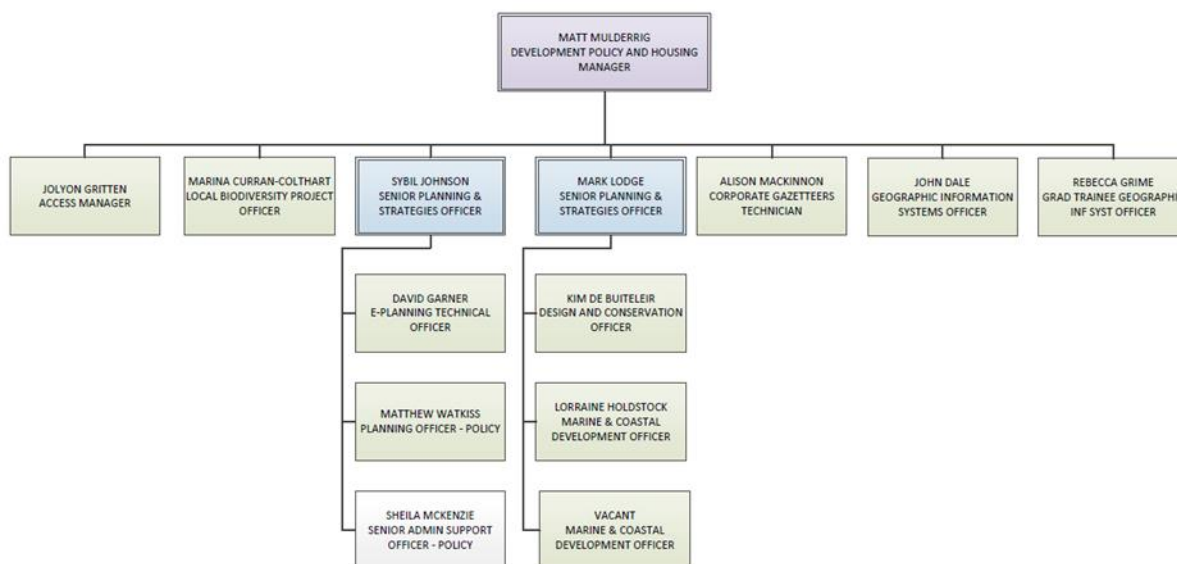 MATT MULDERRIG
DEVELOPMENT POLICY AND HOUSING
MANAGER
JOLYON GRITTEN
ACCESS MANAGER
MARINA CURRAN-COLTHART
LOCAL BIODIVERSITY PROJECT
OFFICER
SYBIL JOHNSON
SENIOR PLANNING &
STRATEGIES OFFICER
MARK LODGE
SENIOR PLANNING &
STRATEGIES OFFICER
ALISON MACKINNON
CORPORATE GAZETTEERS
TECHNICIAN
JOHN DALE
GEOGRAPHIC INFORMATION
SYSTEMS OFFICER
REBECCA GRIME
GRAD TRAINEE GEOGRAPHI
INF SYST OFFICER
DAVID GARNER
E-PLANNING TECHNICAL
OFFICER
KIM DE BUITELEIR
DESIGN AND CONSERVATION
OFFICER
MATTHEW WATKISS
PLANNING OFFICER - POLICY
LORRAINE HOLDSTOCK
MARINE & COASTAL
DEVELOPMENT OFFICER
SHEILA MCKENZIE
SENIOR ADMIN SUPPORT
OFFICER - POLICY
VACANT
MARINE & COASTAL
DEVELOPMENT OFFICER